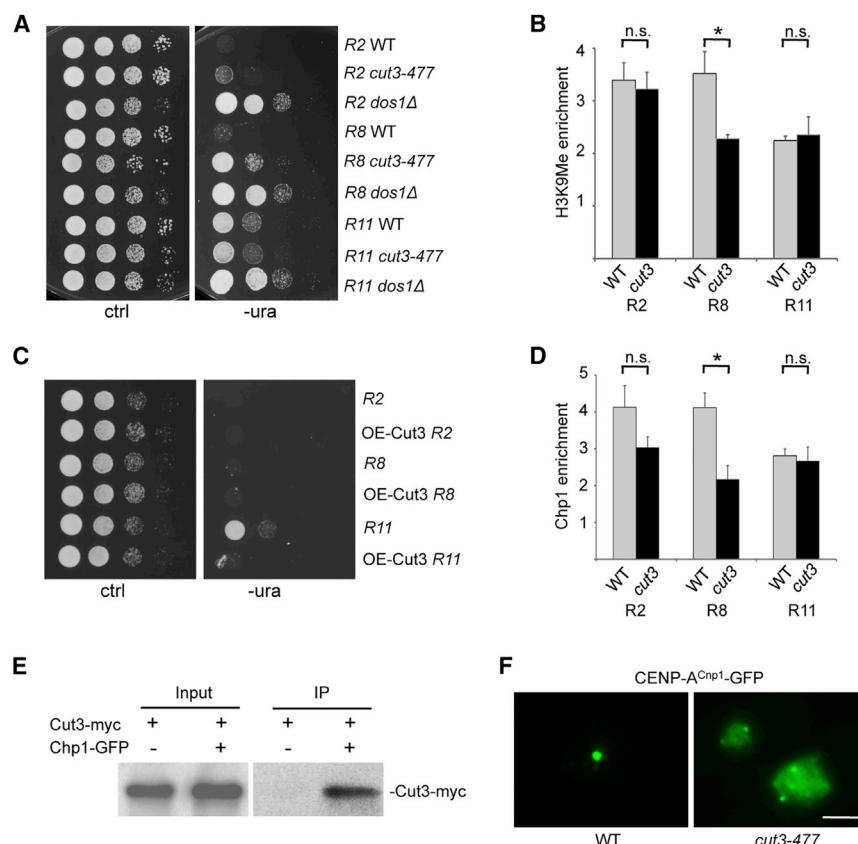 A
R2 WT
R2 cut3-477
R2 dos1Δ
R8 WT
R8 cut3-477
R8 dos1Δ
R11 WT
R11 cut3-477
R11 dos1Δ
ctrl -ura
B
n.s. * n.s.
H3K9Me enrichment
4
3
2
1
WT cut3 WT cut3 WT cut3
R2 R8 R11
C
R2
OE-Cut3 R2
R8
OE-Cut3 R8
R11
OE-Cut3 R11
ctrl -ura
D
n.s. * n.s.
Chp1 enrichment
5
4
3
2
1
WT cut3 WT cut3 WT cut3
R2 R8 R11
E
Input IP
Cut3-myc + + + +
Chp1-GFP - + - +
-Cut3-myc
F
CENP-ACnp1-GFP
WT cut3-477